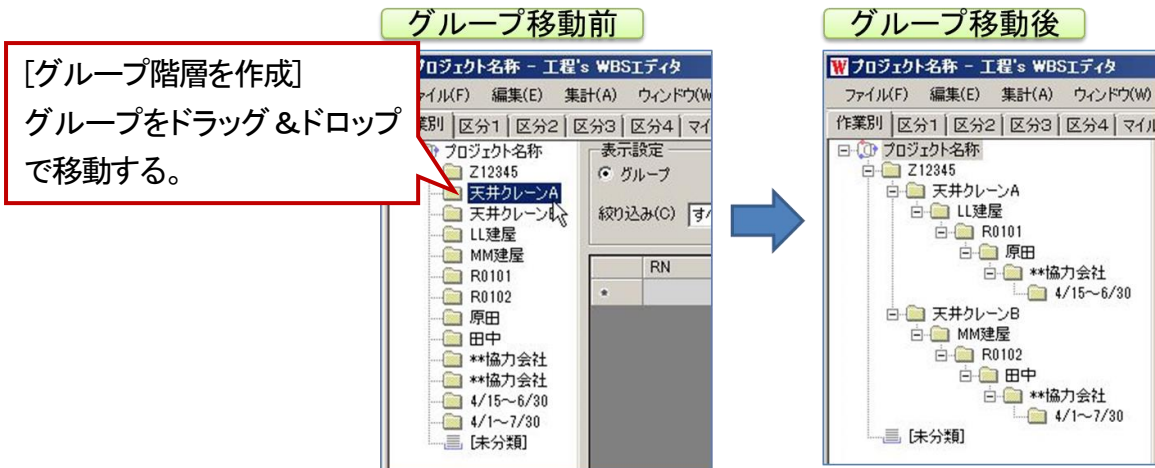 グループ移動前
[グループ階層を作成]
グループをドラッグ＆ドロップ
で移動する。
プロジェクト名称 - 工程's WBSエディタ
ァイル(F) 編集(E) 集計(A) ウィンドウ(W
業別 区分1 区分2 区分3 区分4 マイ
プロジェクト名称
Z12345
天井クレーンA
天井クレーン
LL建屋
MM建屋
R0101
R0102
原田
田中
**協力会社
**協力会社
4/15～6/30
4/1～7/30
[未分類]
表示設定
グループ
絞り込み(C) すべ
RN
*
グループ移動後
プロジェクト名称 - 工程's WBSエディタ
ファイル(F) 編集(E) 集計(A) ウィンドウ(W)
作業別 区分1 区分2 区分3 区分4 マイル
プロジェクト名称
Z12345
天井クレーンA
LL建屋
R0101
原田
**協力会社
4/15～6/30
天井クレーンB
MM建屋
R0102
田中
**協力会社
4/1～7/30
[未分類]